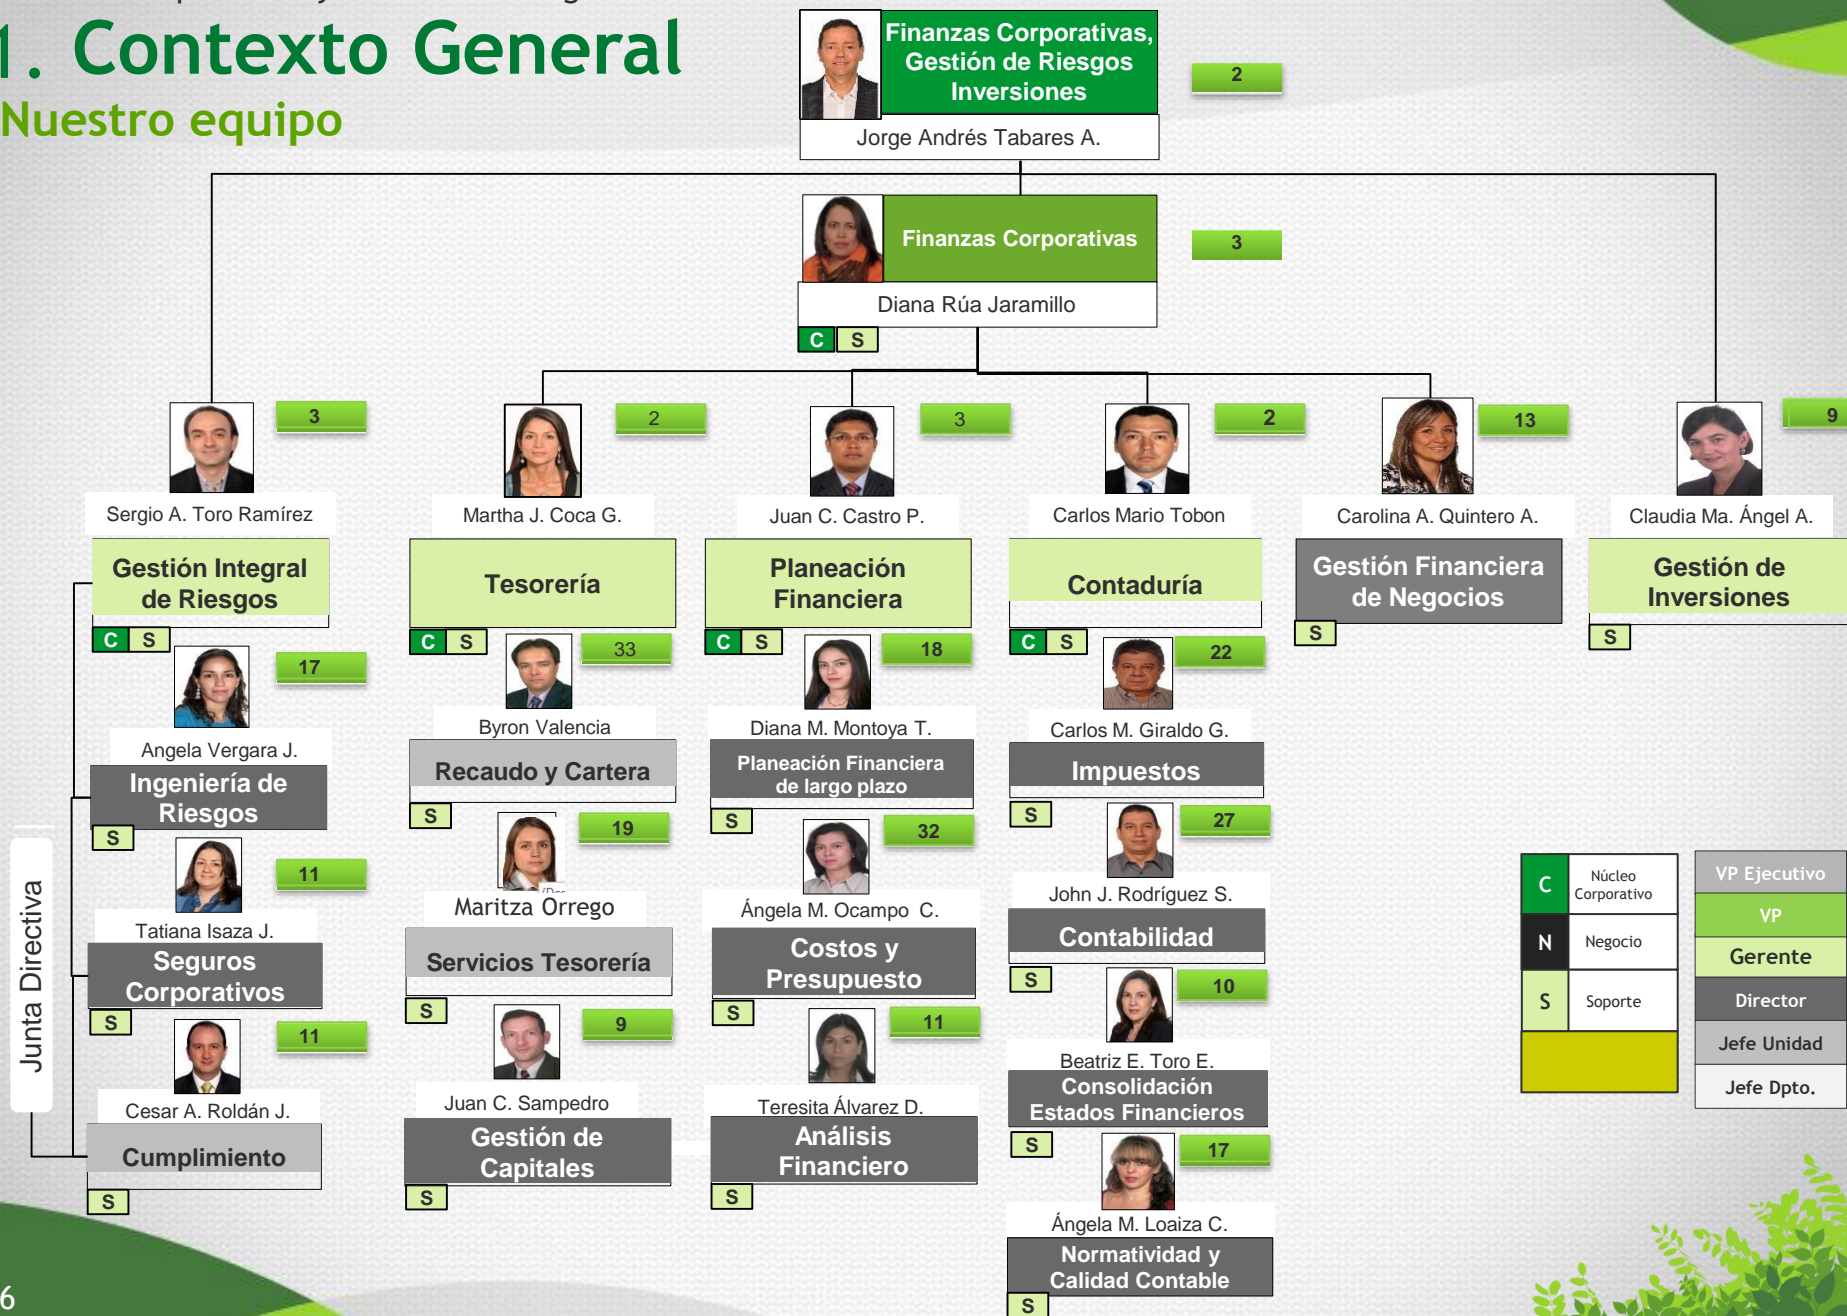 1. Contexto General
Nuestro equipo
Finanzas Corporativas,
Gestión de Riesgos
Inversiones
2
Jorge Andrés Tabares A.
Finanzas Corporativas
3
Diana Rúa Jaramillo
C S
3
Sergio A. Toro Ramírez
Gestión Integral
de Riesgos
C S
17
Angela Vergara J.
Ingeniería de
Riesgos
S
11
Tatiana Isaza J.
Seguros
Corporativos
S
11
Cesar A. Roldán J.
Cumplimiento
S
Junta Directiva
2
Martha J. Coca G.
Tesorería
C S
33
Byron Valencia
Recaudo y Cartera
S
19
Maritza Orrego
Servicios Tesorería
S
9
Juan C. Sampedro
Gestión de
Capitales
S
3
Juan C. Castro P.
Planeación
Financiera
C S
18
Diana M. Montoya T.
Planeación Financiera
de largo plazo
S
32
Ángela M. Ocampo C.
Costos y
Presupuesto
S
11
Teresita Álvarez D.
Análisis
Financiero
S
2
Carlos Mario Tobon
Contaduría
C S
22
Carlos M. Giraldo G.
Impuestos
S
27
John J. Rodríguez S.
Contabilidad
S
10
Beatriz E. Toro E.
Consolidación
Estados Financieros
S
17
Ángela M. Loaiza C.
Normatividad y
Calidad Contable
S
13
Carolina A. Quintero A.
Gestión Financiera
de Negocios
S
9
Claudia Ma. Ángel A.
Gestión de
Inversiones
S
C Núcleo
Corporativo
N Negocio
S Soporte
VP Ejecutivo
VP
Gerente
Director
Jefe Unidad
Jefe Dpto.
6